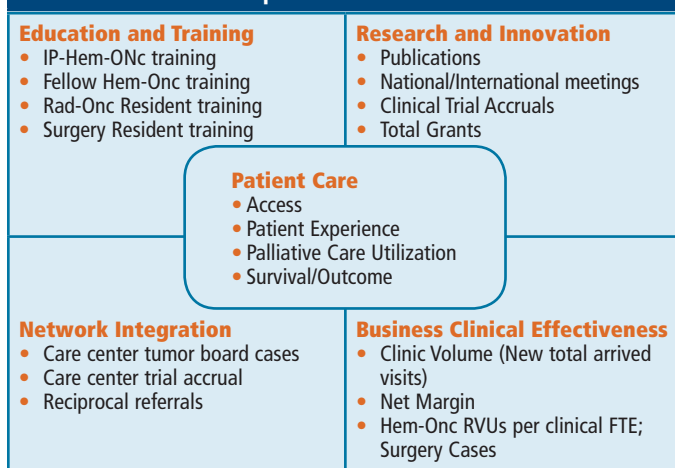 Education and Training
• IP-Hem-ONc training
• Fellow Hem-Onc training
• Rad-Onc Resident training
• Surgery Resident training
Research and Innovation
• Publications
• National/International meetings
• Clinical Trial Accruals
• Total Grants
Patient Care
• Access
• Patient Experience
• Palliative Care Utilization
• Survival/Outcome
Network Integration
• Care center tumor board cases
• Care center trial accrual
• Reciprocal referrals
Business Clinical Effectiveness
• Clinic Volume (New total arrived
visits)
• Net Margin
• Hem-Onc RVUs per clinical FTE;
Surgery Cases